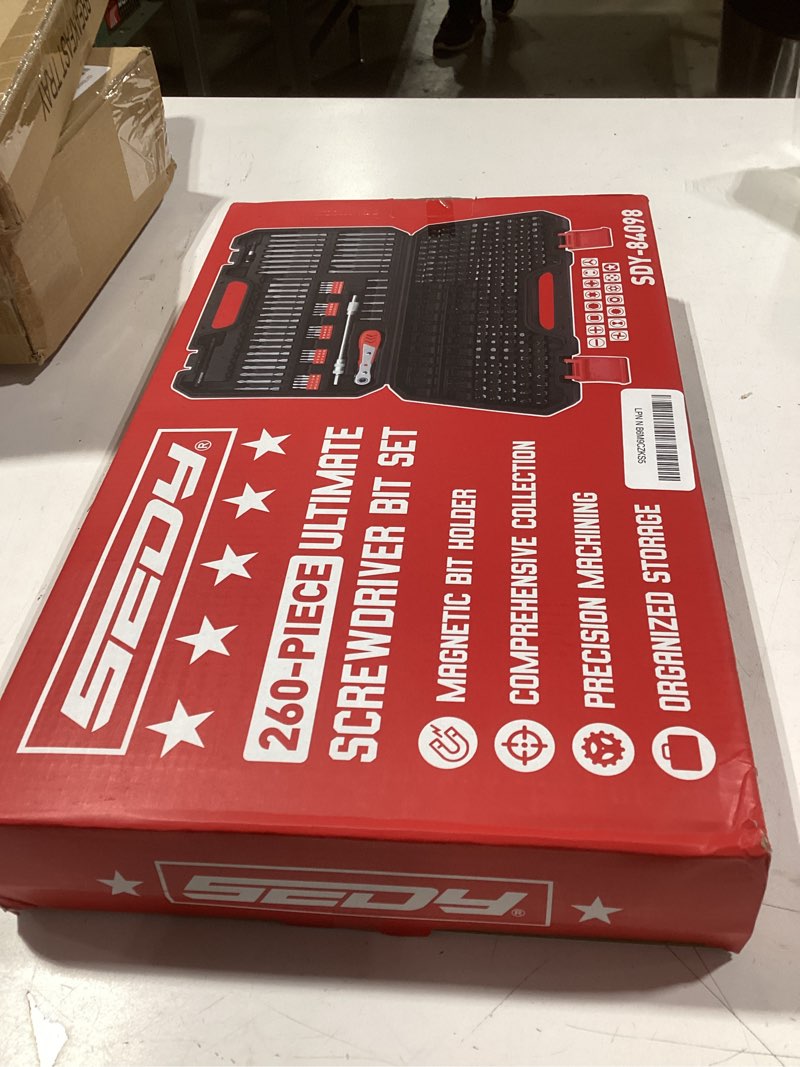 SEDY®
260-PIECE ULTIMATE
SCREWDRIVER BIT SET
MAGNETIC BIT HOLDER
COMPREHENSIVE COLLECTION
PRECISION MACHINING
ORGANIZED STORAGE
SDY-84098
SEDY®